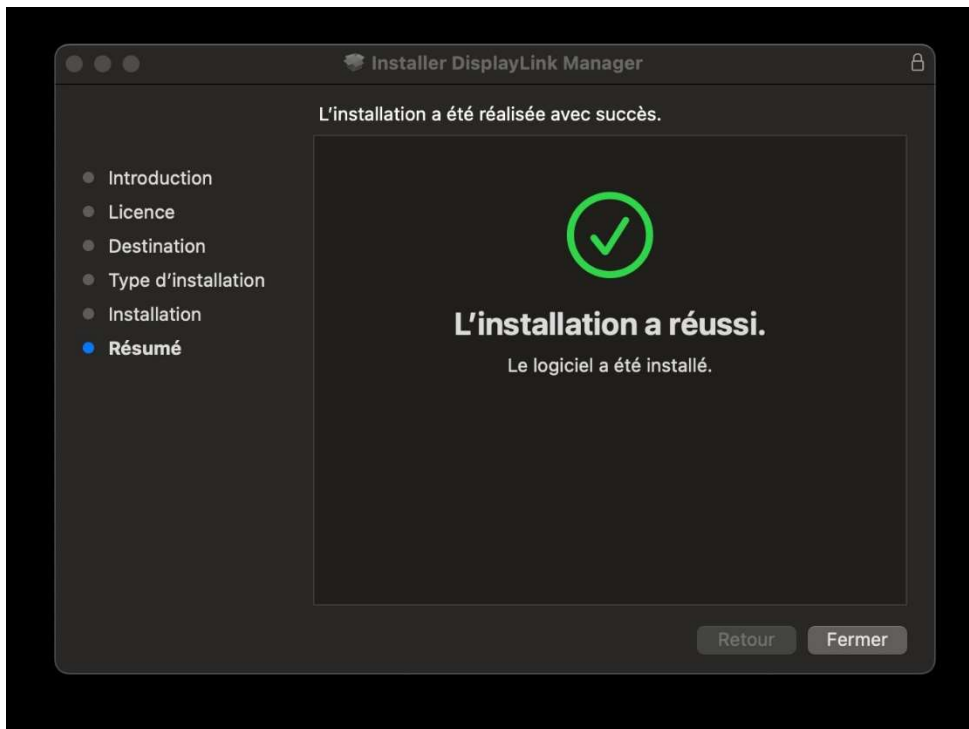 Installer DisplayLink Manager
L’installation a été réalisée avec succès.
Introduction
Licence
Destination
Type d’installation
Installation
Résumé
L’installation a réussi.
Le logiciel a été installé.
Retour
Fermer